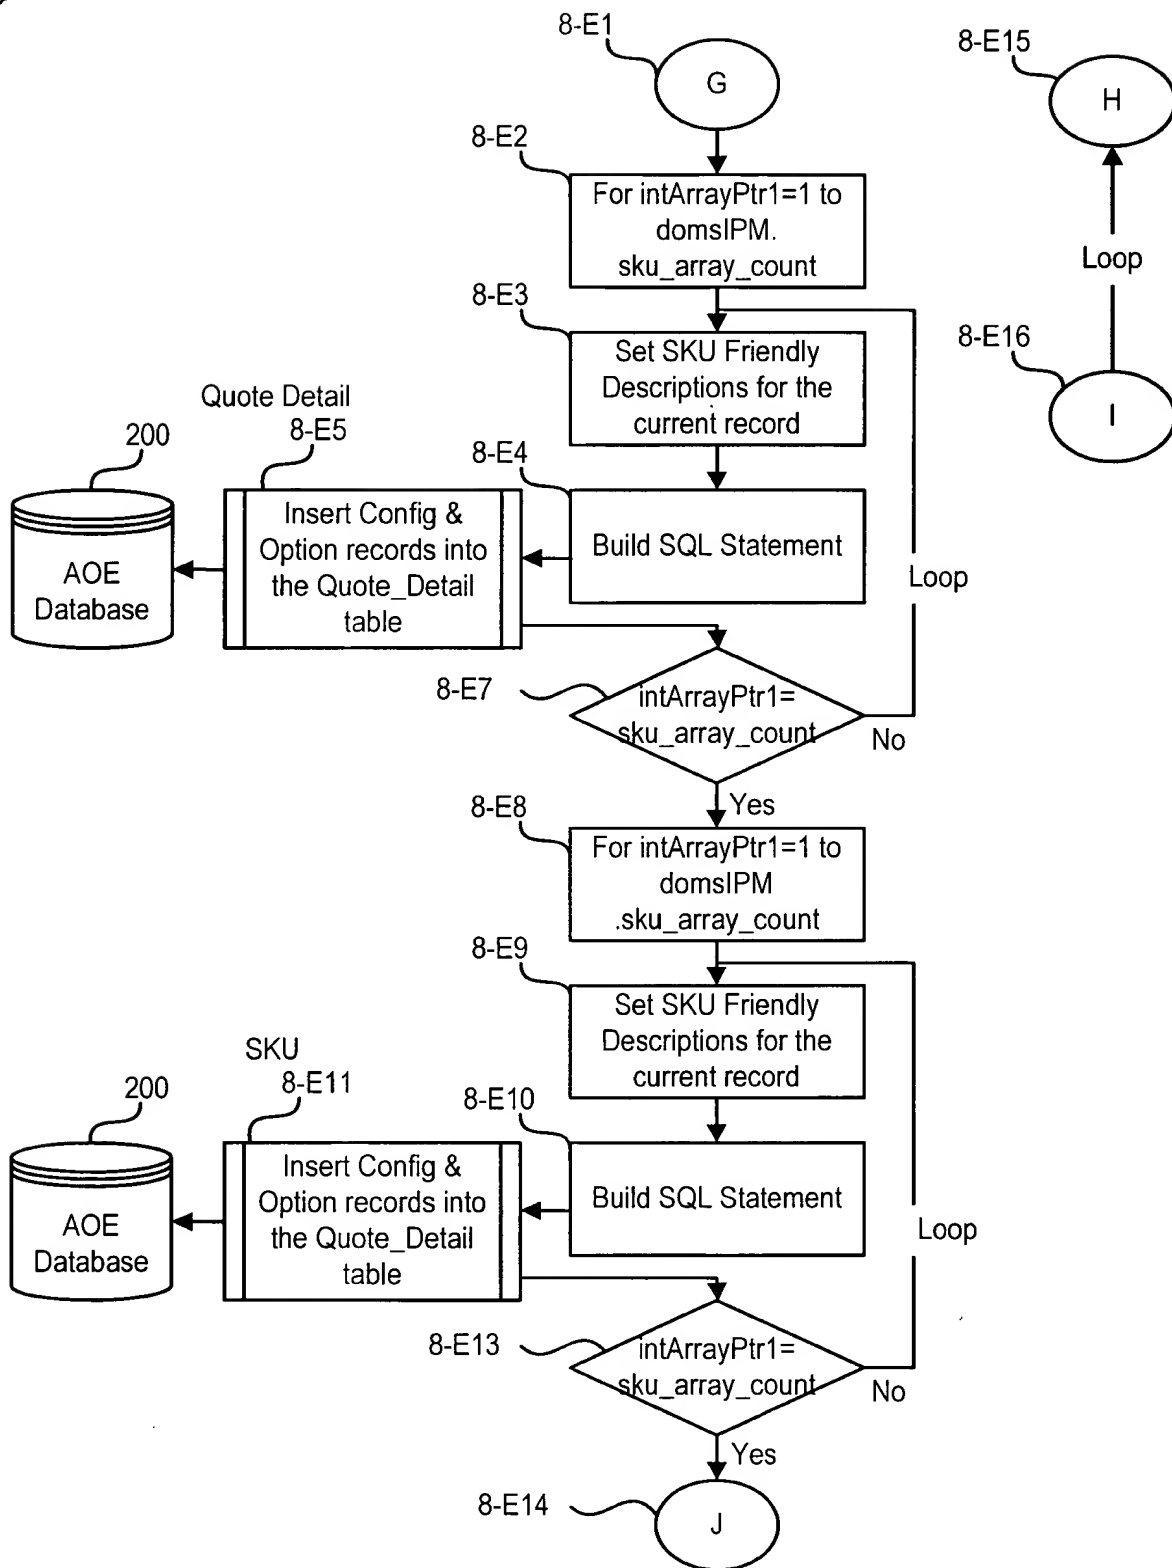 8-E1
G
8-E15
H
8-E2
For intArrayPtr1=1 to
domsIPM.
sku_array_count
Loop
8-E3
Set SKU Friendly
Descriptions for the
current record
8-E16
I
Quote Detail
8-E5
200
8-E4
Insert Config &
Option records into
the Quote_Detail
table
Build SQL Statement
AOE
Database
Loop
8-E7
intArrayPtr1=
sku_array_count
No
Yes
8-E8
For intArrayPtr1=1 to
domsIPM
.sku_array_count
8-E9
Set SKU Friendly
Descriptions for the
current record
SKU
8-E11
200
8-E10
Insert Config &
Option records into
the Quote_Detail
table
Build SQL Statement
AOE
Database
Loop
8-E13
intArrayPtr1=
sku_array_count
No
Yes
8-E14
J